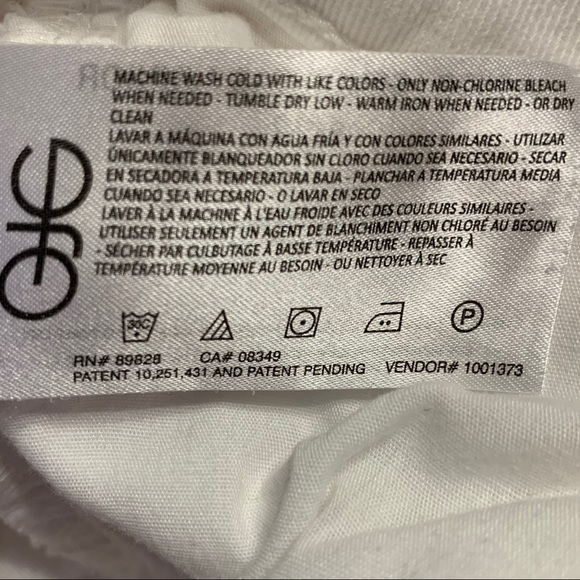 MACHINE WASH COLD WITH LIKE COLORS - ONLY NON-CHLORINE BLEACH
WHEN NEEDED - TUMBLE DRY LOW - WARM IRON WHEN NEEDED - OR DRY
CLEAN
LAVAR A MÁQUINA CON AGUA FRÍA Y CON COLORES SIMILARES - UTILIZAR
ÚNICAMENTE BLANQUEADOR SIN CLORO CUANDO SEA NECESARIO - SECAR
EN SECADORA A TEMPERATURA BAJA - PLANCHAR A TEMPERATURA MEDIA
CUANDO SEA NECESARIO - O LAVAR EN SECO
LAVER À LA MACHINE À L'EAU FROIDE AVEC DES COULEURS SIMILAIRES -
UTILISER SEULEMENT UN AGENT DE BLANCHIMENT NON CHLORÉ AU BESOIN
- SÉCHER PAR CULBUTAGE À BASSE TEMPÉRATURE - REPASSER À
TEMPÉRATURE MOYENNE AU BESOIN - OU NETTOYER À SEC
30C P
RN# 89828 CA# 08349
PATENT 10,251,431 AND PATENT PENDING VENDOR# 1001373